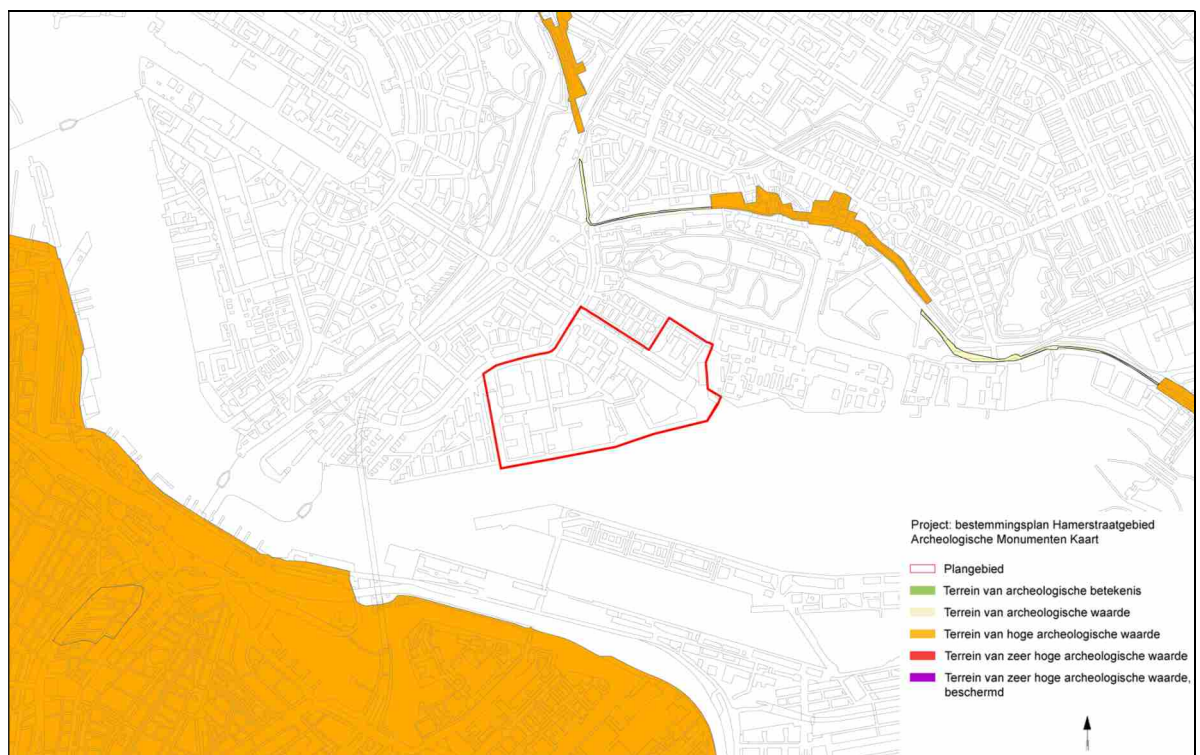 Project: bestemmingsplan Hamerstraatgebied
Archeologische Monumenten Kaart
Plangebied
Terrein van archeologische betekenis
Terrein van archeologische waarde
Terrein van hoge archeologische waarde
Terrein van zeer hoge archeologische waarde
Terrein van zeer hoge archeologische waarde,
beschermd